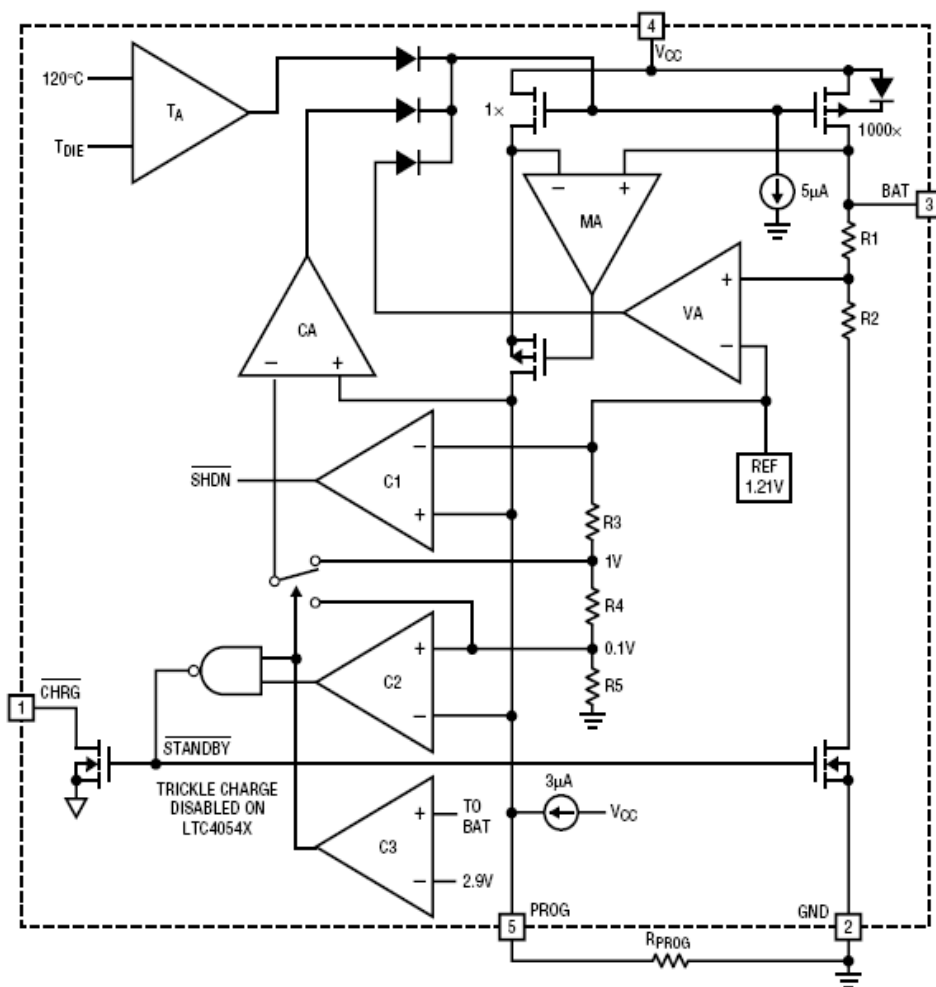 4
VCC
120°C
TA
TDIE
1×
1000×
– +
MA
5µA
BAT
3
R1
+
VA
–
R2
CA
– +
REF
1.21V
–
SHDN
C1
+
R3
1V
R4
+
0.1V
C2
R5
–
CHRG
1
STANDBY
TRICKLE CHARGE
DISABLED ON
LTC4054X
3µA
VCC
+
TO
BAT
C3
–
2.9V
PROG
5
GND
2
RPROG